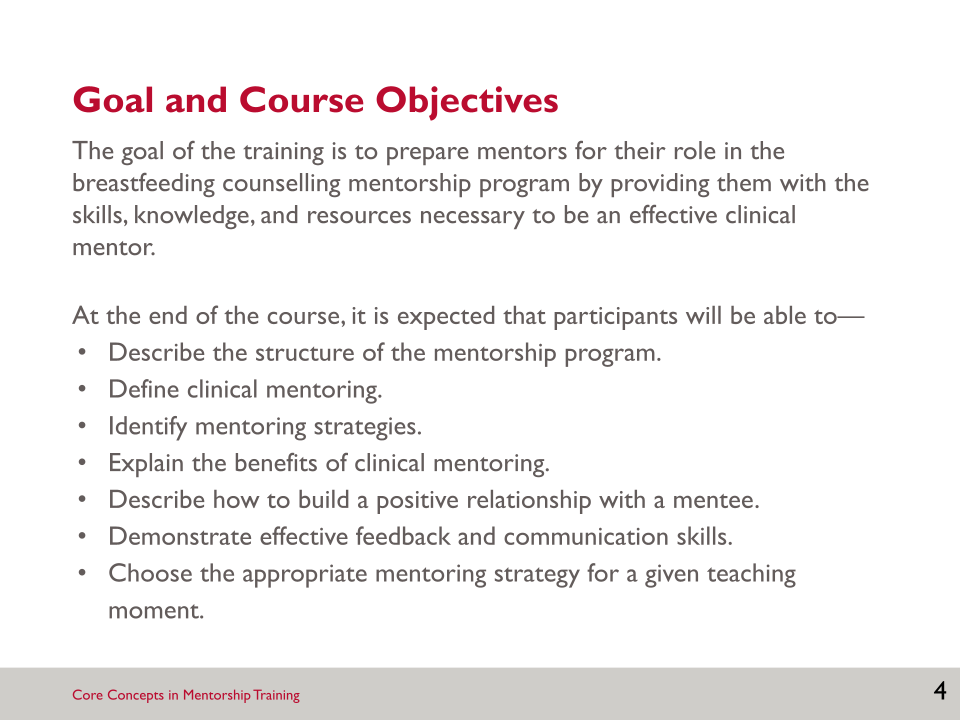 Goal and Course Objectives
The goal of the training is to prepare mentors for their role in the
breastfeeding counselling mentorship program by providing them with the
skills, knowledge, and resources necessary to be an effective clinical
mentor.
At the end of the course, it is expected that participants will be able to—
• Describe the structure of the mentorship program.
• Define clinical mentoring.
• Identify mentoring strategies.
• Explain the benefits of clinical mentoring.
• Describe how to build a positive relationship with a mentee.
• Demonstrate effective feedback and communication skills.
• Choose the appropriate mentoring strategy for a given teaching
moment.
Core Concepts in Mentorship Training
4